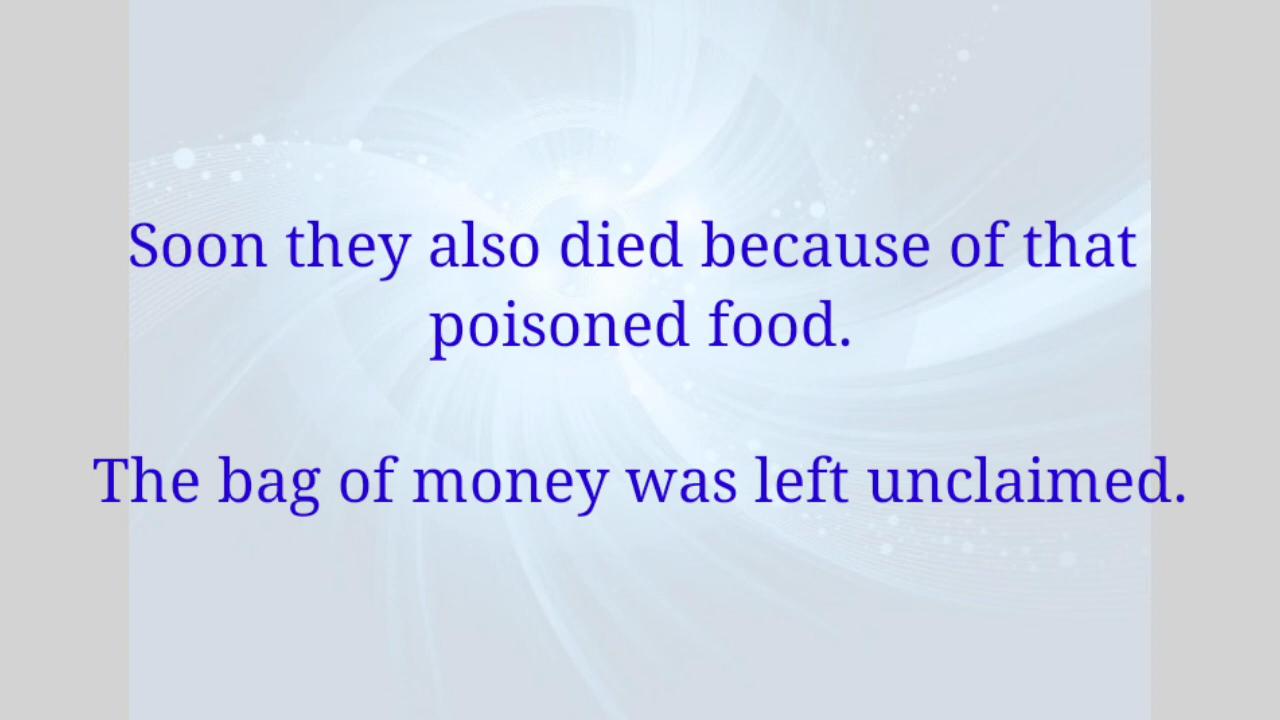 Soon they also died because of that
poisoned food.
The bag of money was left unclaimed.